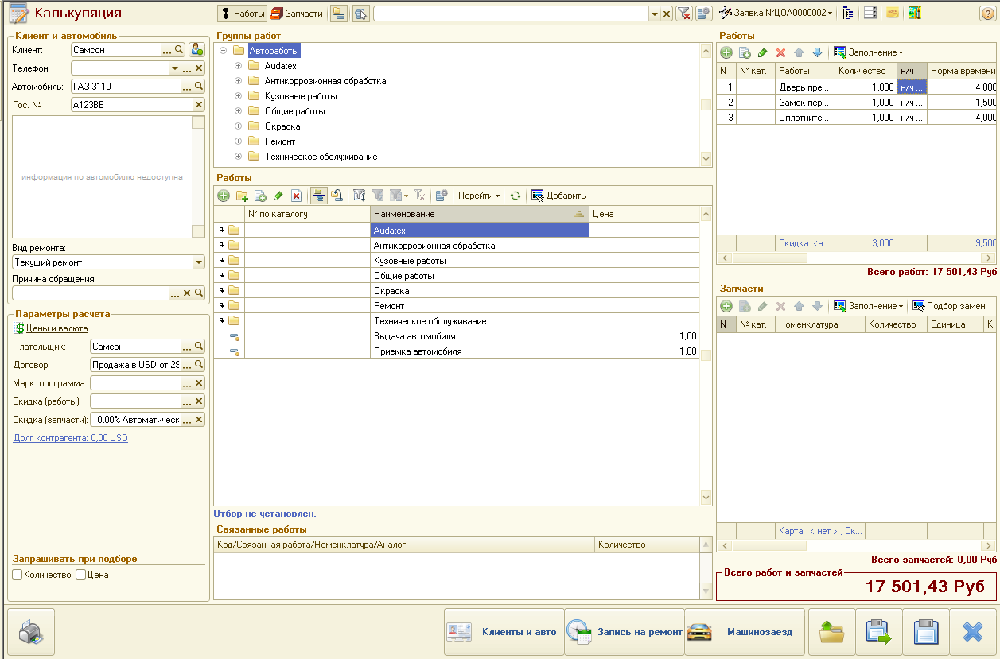 Калькуляция
Работы
Запчасти
Заявка №ЦОА0000002
Клиент и автомобиль
Клиент: Самсон
Телефон:
Автомобиль: ГАЗ 3110
Гос. № А123ВЕ
информация по автомобилю недоступна
Вид ремонта:
Текущий ремонт
Причина обращения:
Параметры расчета
Цены и валюта
Плательщик: Самсон
Договор: Продажа в USD от 29
Марк. программа:
Скидка (работы):
Скидка (запчасти): 10,00% Автоматическ
Долг контрагента: 0,00 USD
Запрашивать при подборе
Количество Цена
Группы работ
Автоработы
Audatex
Антикоррозионная обработка
Кузовные работы
Общие работы
Окраска
Ремонт
Техническое обслуживание
Работы
Перейти Добавить
№ по каталогу Наименование Цена
Audatex
Антикоррозионная обработка
Кузовные работы
Общие работы
Окраска
Ремонт
Техническое обслуживание
Выдача автомобиля 1,00
Приемка автомобиля 1,00
Отбор не установлен.
Связанные работы
Код/Связанная работа/Номенклатура/Аналог Количество
Работы
Заполнение
N № кат. Работы Количество н/ч Норма времени
1 Дверь пре... 1,000 н/ч ... 4,000
2 Замок пер... 1,000 н/ч ... 1,500
3 Уплотните... 1,000 н/ч ... 4,000
Скидка: <н... 3,000 9,500
Всего работ: 17 501,43 Руб
Запчасти
Заполнение Подбор замен
N № кат. Номенклатура Количество Единица К.
Карта: < нет > ; Ск...
Всего запчастей: 0,00 Руб
Всего работ и запчастей
17 501,43 Руб
Клиенты и авто
Запись на ремонт
Машинозаезд